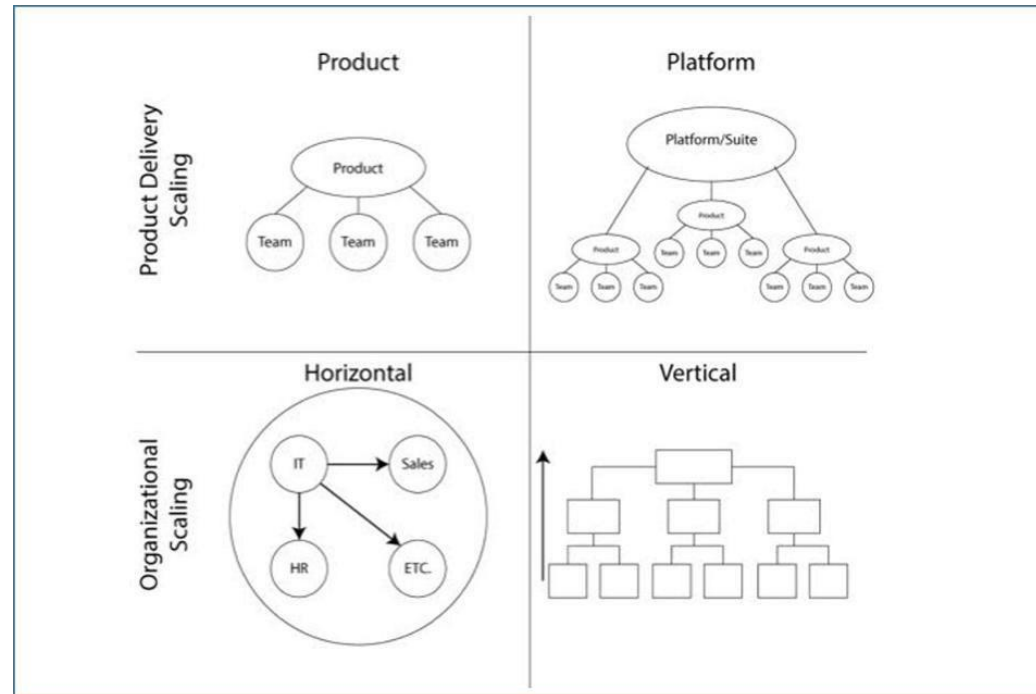 Product
Platform
Product Delivery
Scaling
Product
Team
Team
Team
Platform/Suite
Product
Team
Team
Team
Product
Team
Team
Team
Product
Team
Team
Team
Horizontal
Vertical
Organizational
Scaling
IT
Sales
HR
ETC.